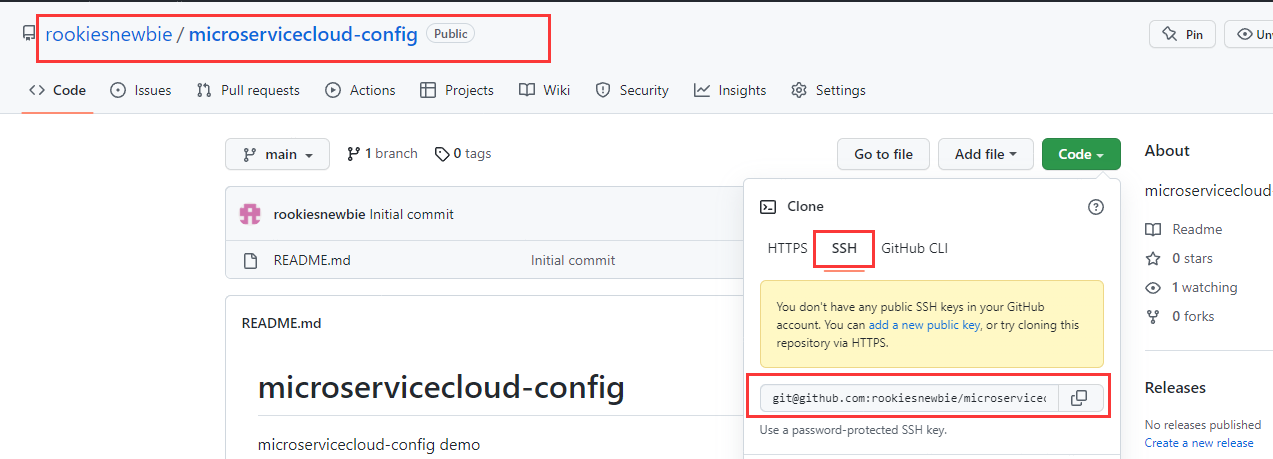 rookiesnewbie / microservicecloud-config Public
Pin
Code Issues Pull requests Actions Projects Wiki Security Insights Settings
main 1 branch 0 tags
Go to file Add file Code
rookiesnewbie Initial commit
README.md Initial commit
README.md
microservicecloud-config
microservicecloud-config demo
Clone
HTTPS SSH GitHub CLI
You don't have any public SSH keys in your GitHub
account. You can add a new public key, or try cloning this
repository via HTTPS.
git@github.com:rookiesnewbie/microservicec
Use a password-protected SSH key.
About
microservicecloud
Readme
0 stars
1 watching
0 forks
Releases
No releases published
Create a new release